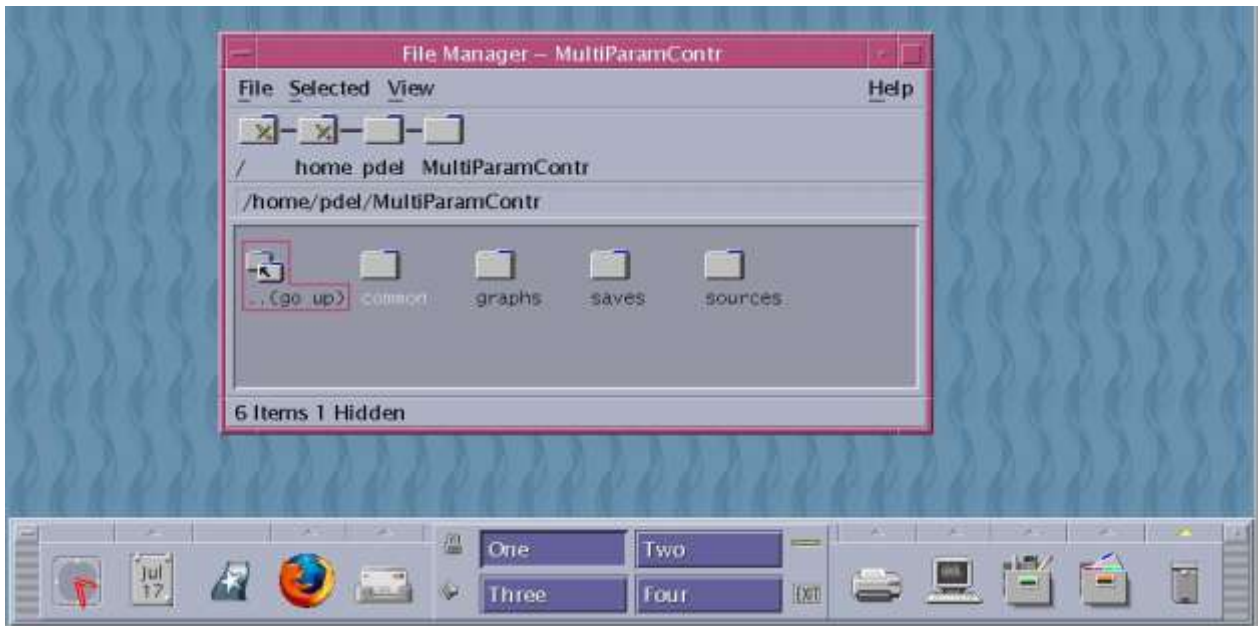 File Manager – MultiParamContr
File Selected View Help
/ home pdel MultiParamContr
/home/pdel/MultiParamContr
..(go up) common graphs saves sources
6 Items 1 Hidden
One Two
Jul
17
Three Four EXIT